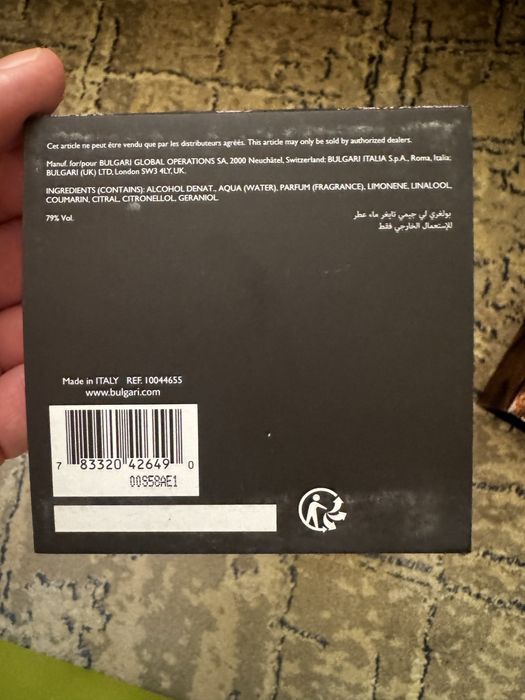 Cet article ne peut être vendu que par les distributeurs agréés. This article may only be sold by authorized dealers.
Manuf. for/pour BULGARI GLOBAL OPERATIONS SA, 2000 Neuchâtel, Switzerland; BULGARI ITALIA S.p.A., Roma, Italia;
BULGARI (UK) LTD, London SW3 4LY, UK.
INGREDIENTS (CONTAINS): ALCOHOL DENAT., AQUA (WATER), PARFUM (FRAGRANCE), LIMONENE, LINALOOL,
COUMARIN, CITRAL, CITRONELLOL, GERANIOL.
79% Vol.
بولغري لي جيمي تايغر ماء عطر
للإستعمال الخارجي فقط
Made in ITALY REF. 10044655
www.bulgari.com
7 83320 42649 0
00958AE1